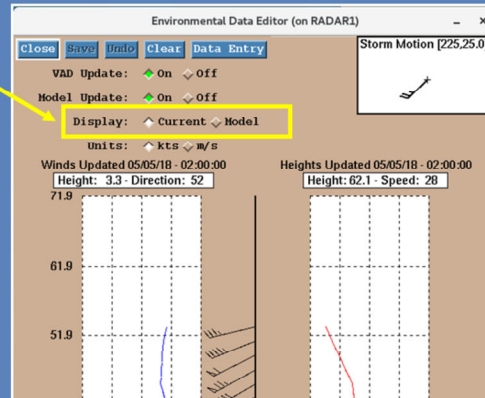 Environmental Data Editor (on RADAR1)
Close Save Undo Clear Data Entry
Storm Motion [225,25.0
VAD Update: On Off
Model Update: On Off
Display: Current Model
Units: kts m/s
Winds Updated 05/05/18 - 02:00:00
Heights Updated 05/05/18 - 02:00:00
Height: 3.3 - Direction: 52
Height: 62.1 - Speed: 28
71.9
61.9
51.9